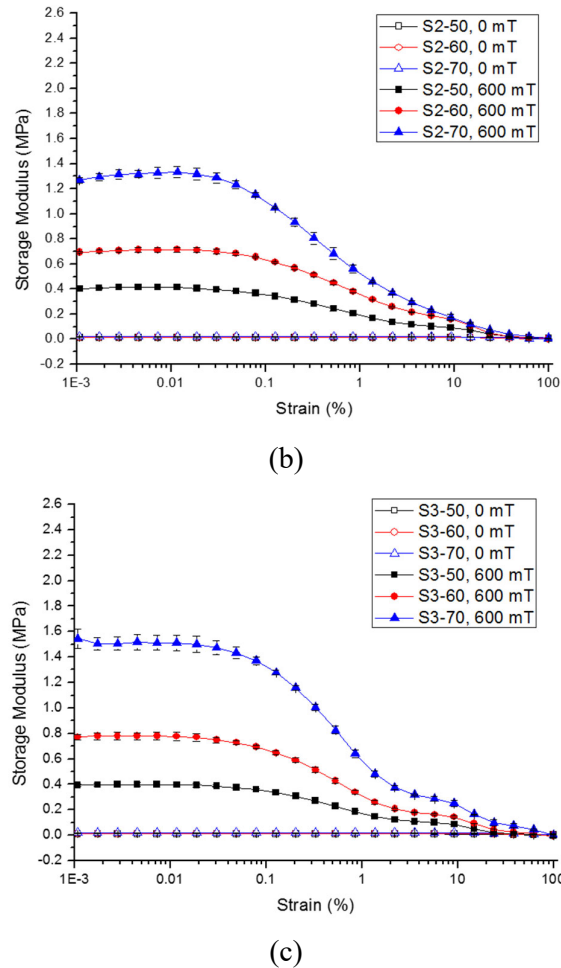 S2-50, 0 mT
S2-60, 0 mT
S2-70, 0 mT
S2-50, 600 mT
S2-60, 600 mT
S2-70, 600 mT
2.6
2.4
2.2
2.0
1.8
1.6
1.4
1.2
1.0
0.8
0.6
0.4
0.2
0.0
-0.2
Storage Modulus (MPa)
1E-3 0.01 0.1 1 10 100
Strain (%)
(b)
S3-50, 0 mT
S3-60, 0 mT
S3-70, 0 mT
S3-50, 600 mT
S3-60, 600 mT
S3-70, 600 mT
2.6
2.4
2.2
2.0
1.8
1.6
1.4
1.2
1.0
0.8
0.6
0.4
0.2
0.0
-0.2
Storage Modulus (MPa)
1E-3 0.01 0.1 1 10 100
Strain (%)
(c)